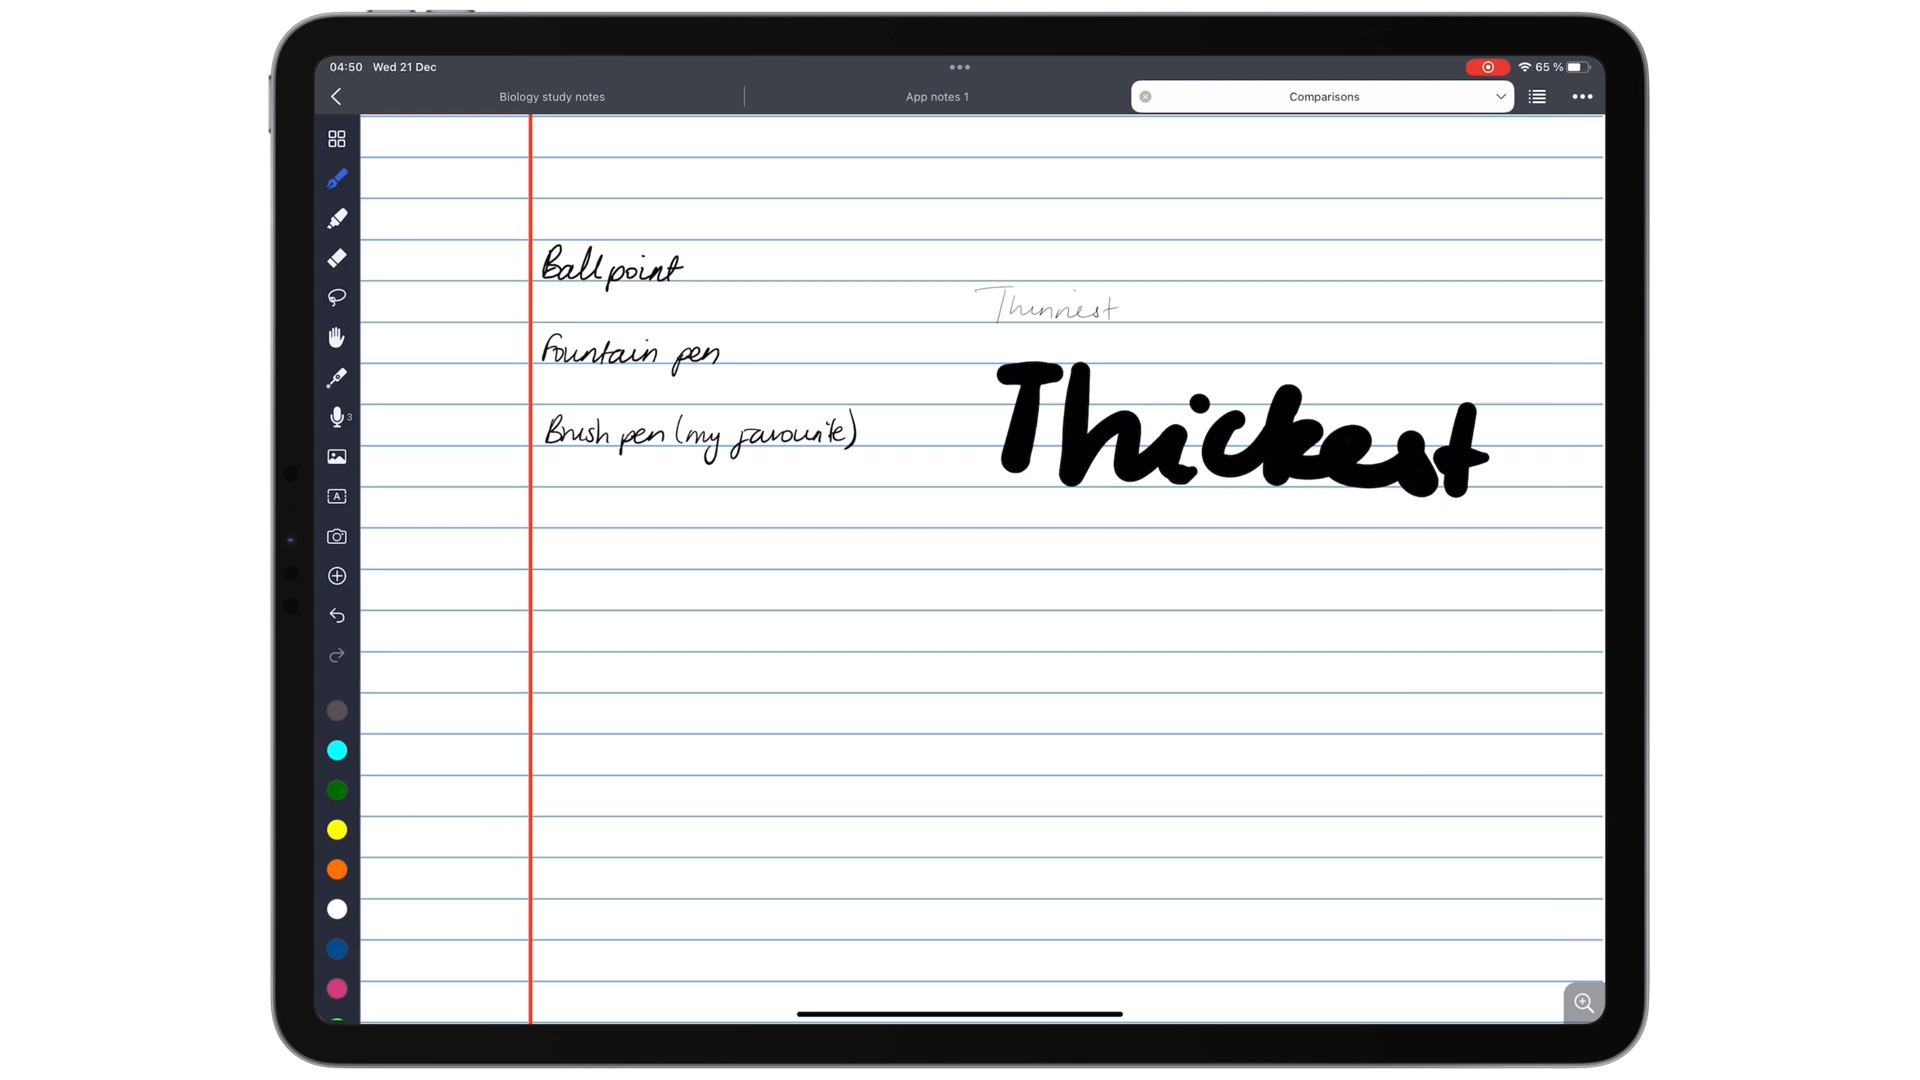 04:50 Wed 21 Dec
65 %
Biology study notes
App notes 1
Comparisons
Ballpoint
Thinnest
Fountain pen
Thickest
Brush pen (my favourite)
3
A